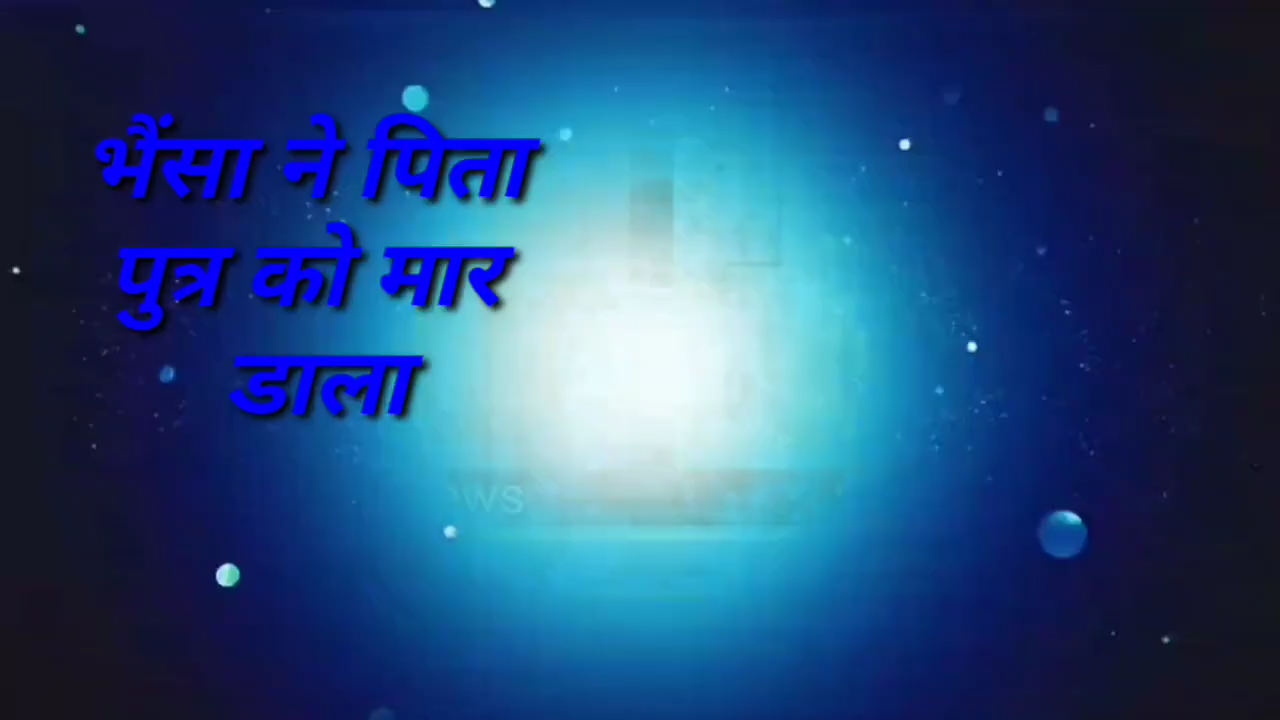 भैंसा ने पिता
पुत्र को मार
डाला